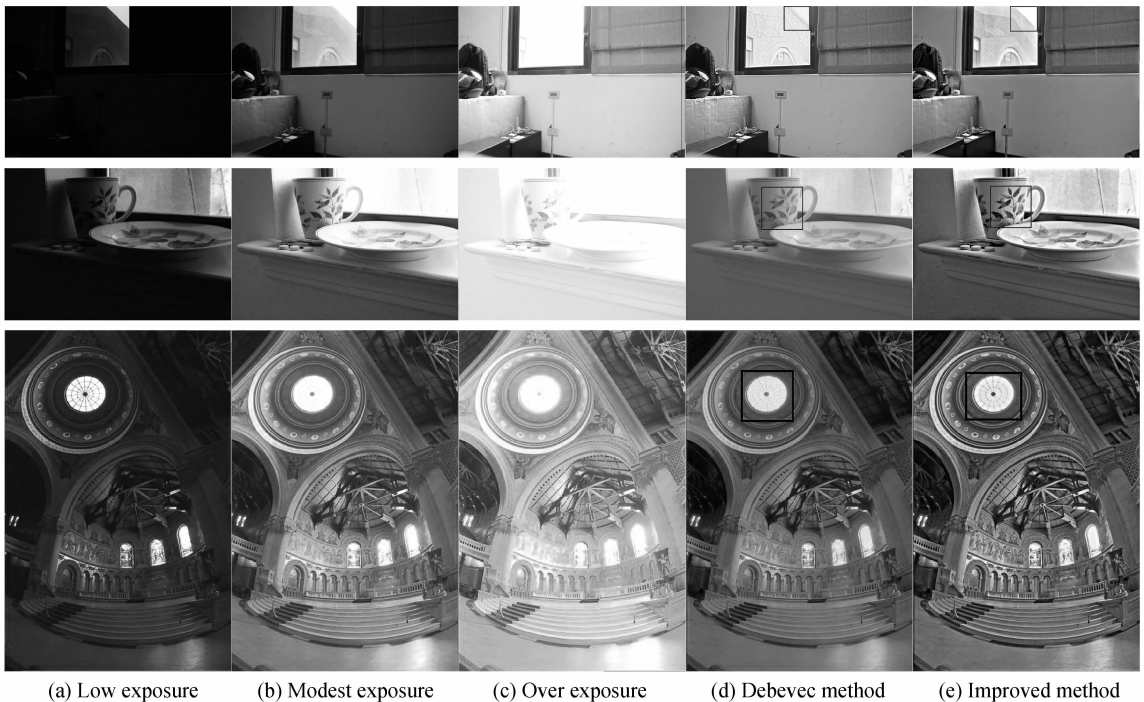 (a) Low exposure
(b) Modest exposure
(c) Over exposure
(d) Debevec method
(e) Improved method